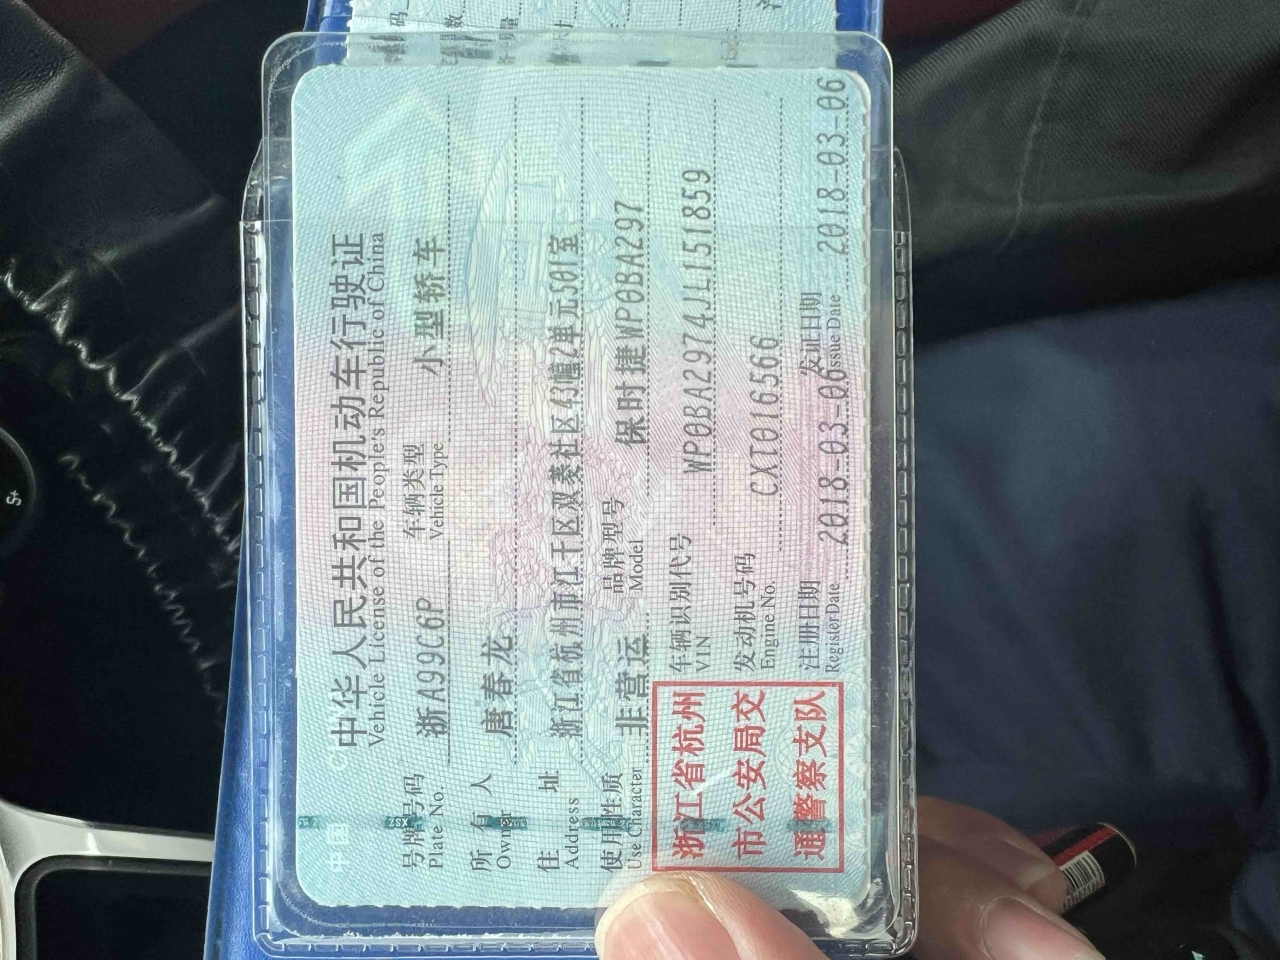 中华人民共和国机动车行驶证
Vehicle License of the People's Republic of China
号牌号码 浙A99C6P 车辆类型 小型轿车
Plate No. Vehicle Type
所有人 唐春龙
Owner
住址 浙江省杭州市江干区双菱社区43幢2单元501室
Address
使用性质 非营运 品牌型号 保时捷WP0BA297
Use Character Model
浙江省杭州
市公安局交
通警察支队
车辆识别代号 WP0BA2974JL151859
VIN
发动机号码 CXT016566
Engine No.
注册日期 2018-03-06 发证日期 2018-03-06
Register Date Issue Date
中国